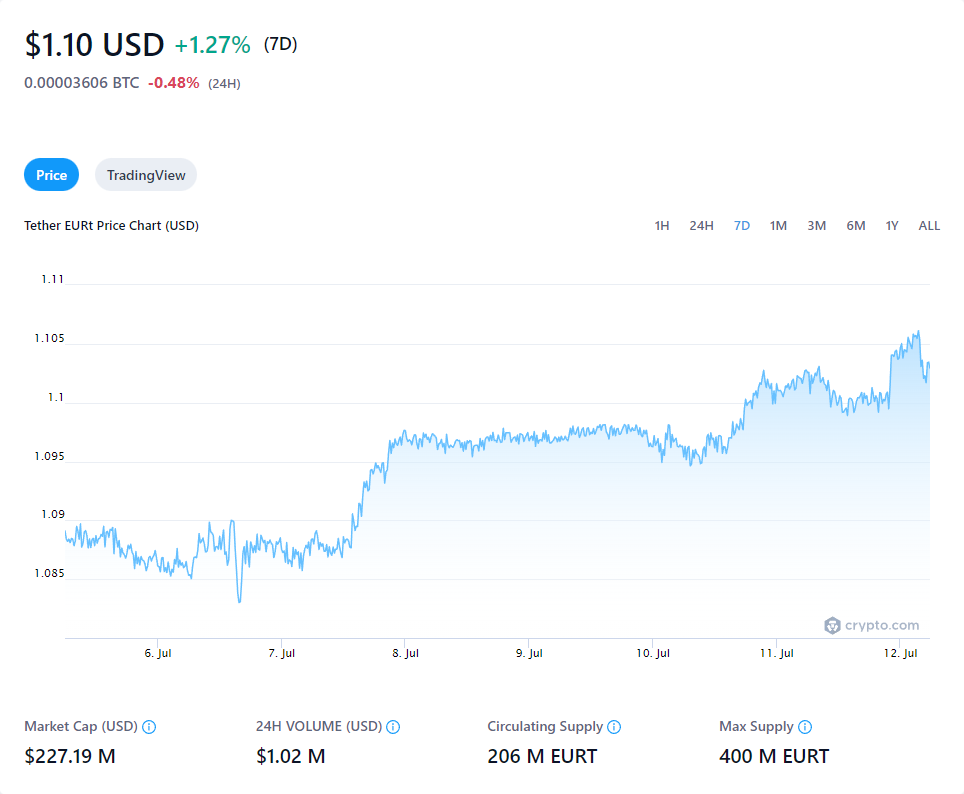 $1.10 USD +1.27% (7D)
0.00003606 BTC -0.48% (24H)
Price TradingView
Tether EURt Price Chart (USD) 1H 24H 7D 1M 3M 6M 1Y ALL
1.11
1.105
1.1
1.095
1.09
1.085
crypto.com
6. Jul 7. Jul 8. Jul 9. Jul 10. Jul 11. Jul 12. Jul
Market Cap (USD) 24H VOLUME (USD) Circulating Supply Max Supply
$227.19 M $1.02 M 206 M EURT 400 M EURT